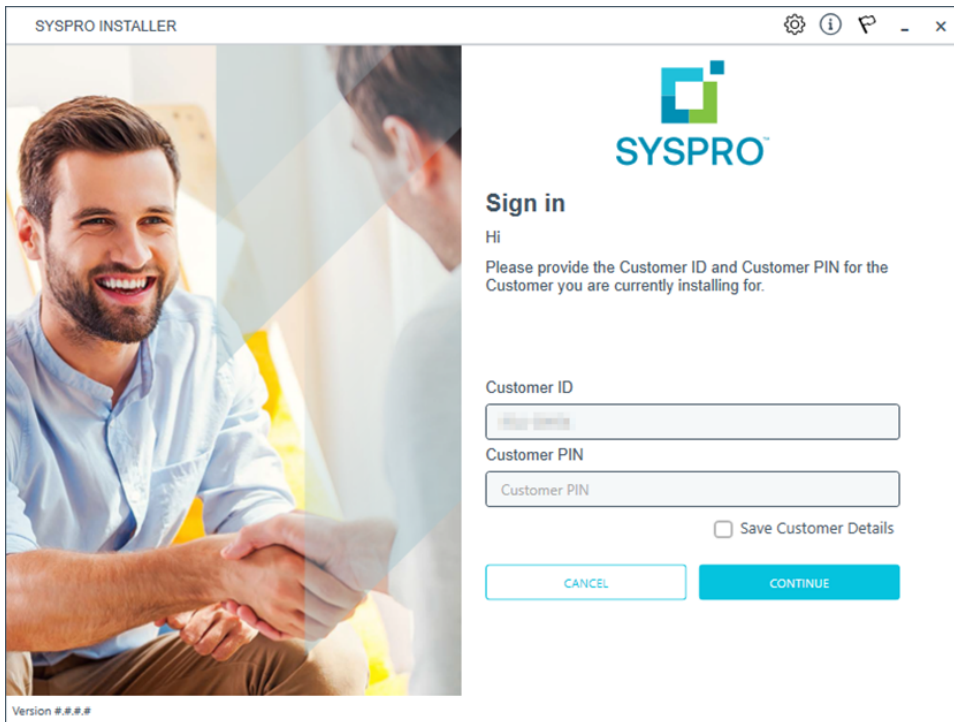 SYSPRO INSTALLER
SYSPRO™
Sign in
Hi
Please provide the Customer ID and Customer PIN for the
Customer you are currently installing for.
Customer ID
Customer PIN
Customer PIN
Save Customer Details
CANCEL
CONTINUE
Version #.#.#.#